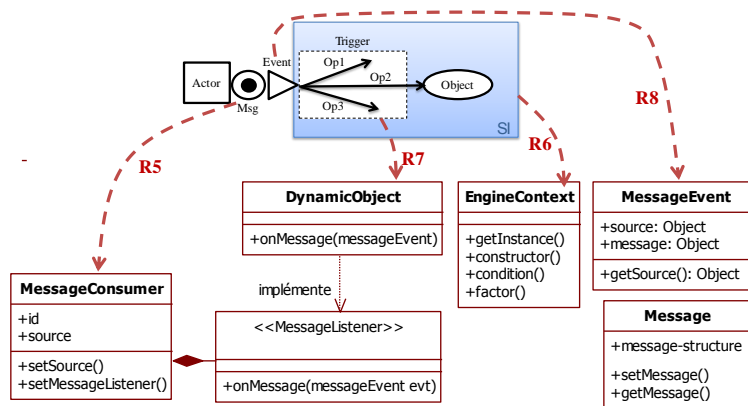 Trigger
Event
Op1
Actor
Op2
Object
Op3
Msg
SI
R5
R7
R6
R8
DynamicObject
+onMessage(messageEvent)
EngineContext
+getInstance()
+constructor()
+condition()
+factor()
MessageEvent
+source: Object
+message: Object
+getSource(): Object
MessageConsumer
+id
+source
+setSource()
+setMessageListener()
implémente
<<MessageListener>>
+onMessage(messageEvent evt)
Message
+message-structure
+setMessage()
+getMessage()